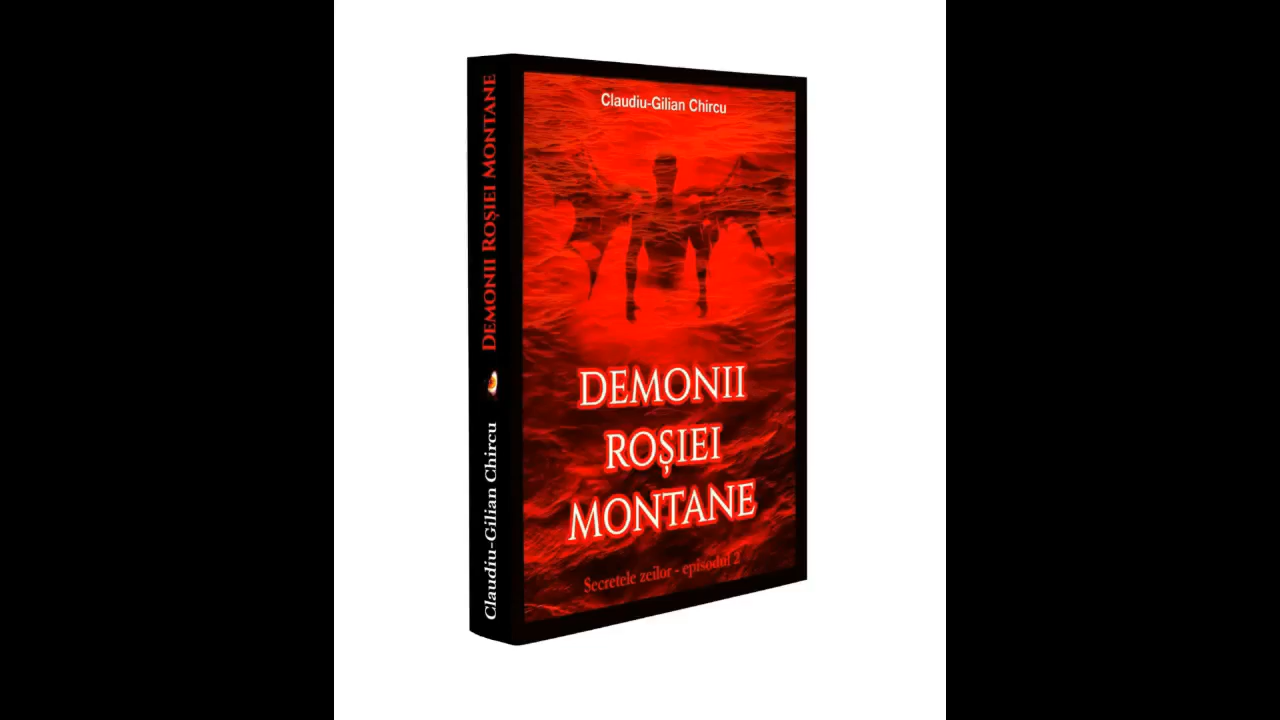 Claudiu-Gilian Chircu
DEMONII
ROȘIEI
MONTANE
Secretele zeilor - episodul 2
DEMONII ROȘIEI MONTANE
Claudiu-Gilian Chircu